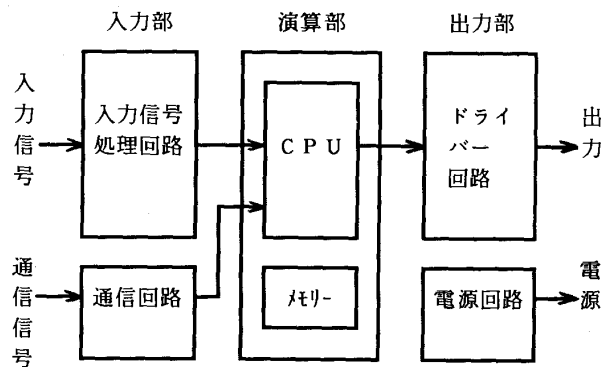 入力部
演算部
出力部
入力信号
入力信号
処理回路
CPU
ドライ
バー
回路
出力
通信信号
通信回路
メモリー
電源回路
電源